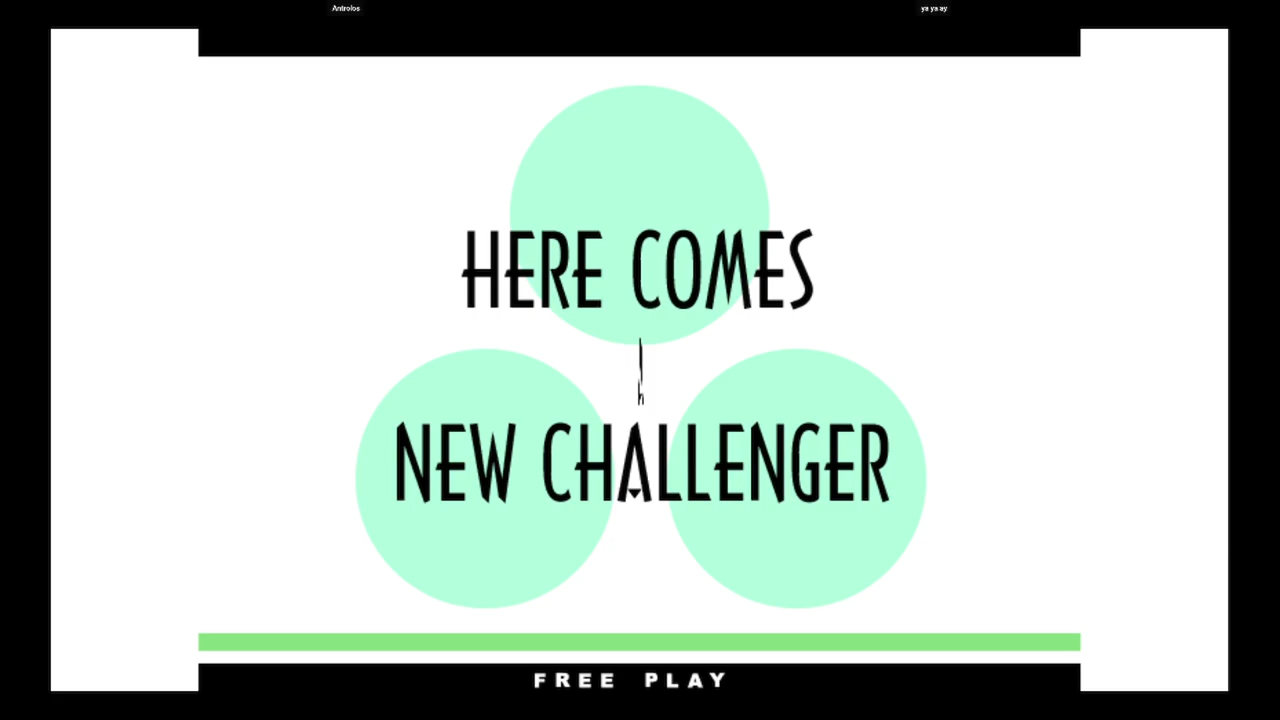 Antrolos
ya ya ay
HERE COMES
NEW CHALLENGER
FREE PLAY